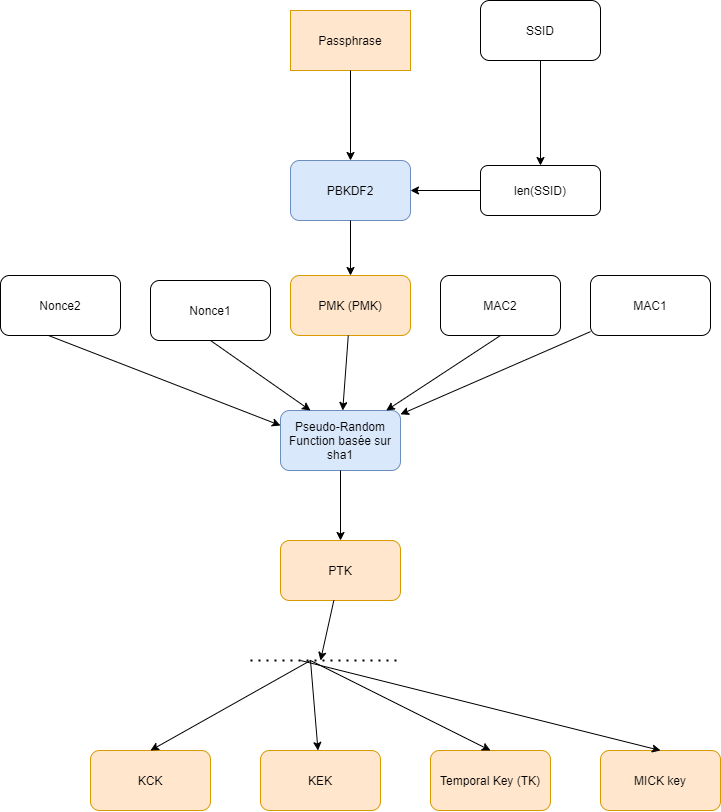 Passphrase
SSID
PBKDF2
len(SSID)
Nonce2
Nonce1
PMK (PMK)
MAC2
MAC1
Pseudo-Random
Function basée sur
sha1
PTK
KCK
KEK
Temporal Key (TK)
MICK key